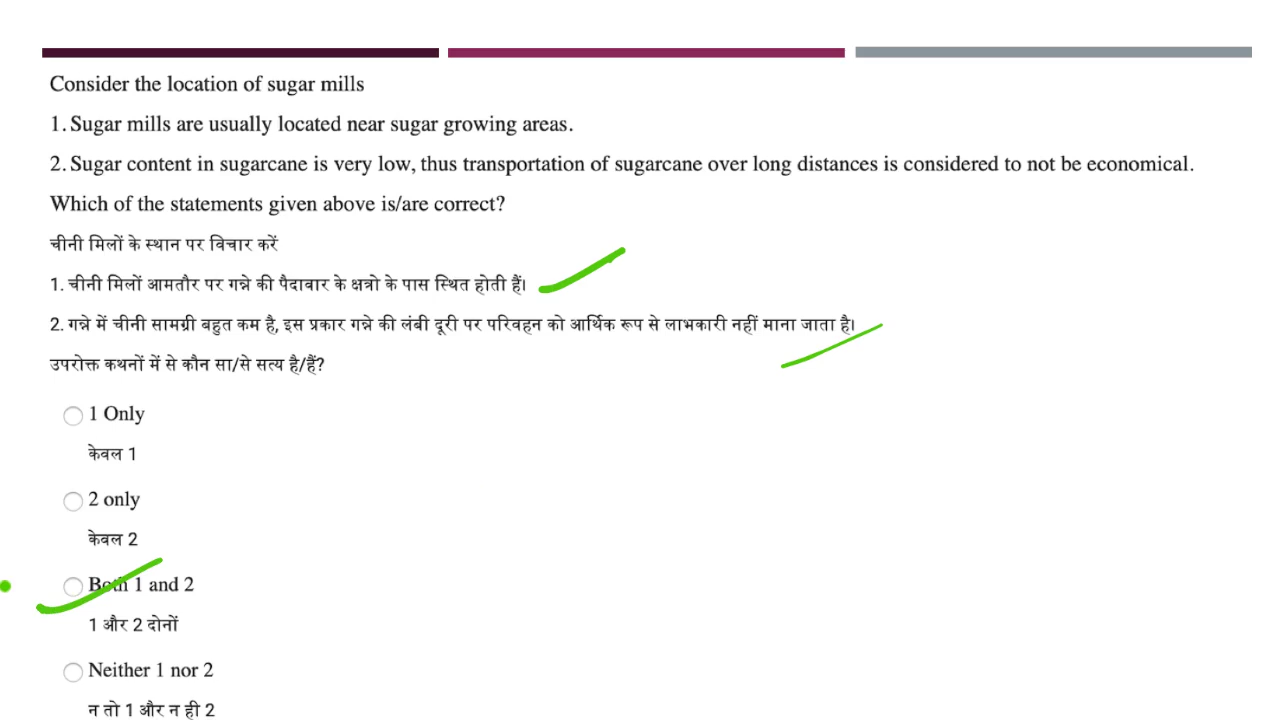 Consider the location of sugar mills
1. Sugar mills are usually located near sugar growing areas.
2. Sugar content in sugarcane is very low, thus transportation of sugarcane over long distances is considered to not be economical.
Which of the statements given above is/are correct?
चीनी मिलों के स्थान पर विचार करें
1. चीनी मिलों आमतौर पर गन्ने की पैदावार के क्षत्रो के पास स्थित होती हैं।
2. गन्ने में चीनी सामग्री बहुत कम है, इस प्रकार गन्ने की लंबी दूरी पर परिवहन को आर्थिक रूप से लाभकारी नहीं माना जाता है।
उपरोक्त कथनों में से कौन सा/से सत्य है/हैं?
1 Only
केवल 1
2 only
केवल 2
Both 1 and 2
1 और 2 दोनों
Neither 1 nor 2
न तो 1 और न ही 2